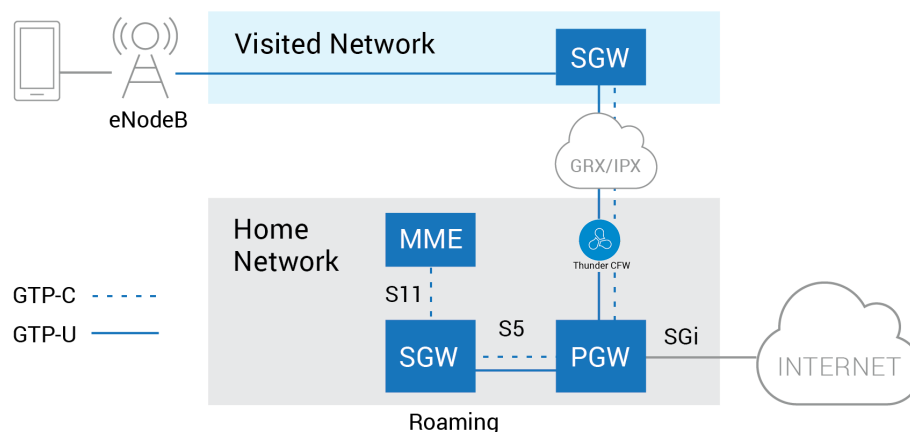 Visited Network
SGW
eNodeB
GRX/IPX
Home
Network
MME
Thunder CFW
GTP-C
S11
GTP-U
S5
SGi
SGW
PGW
INTERNET
Roaming